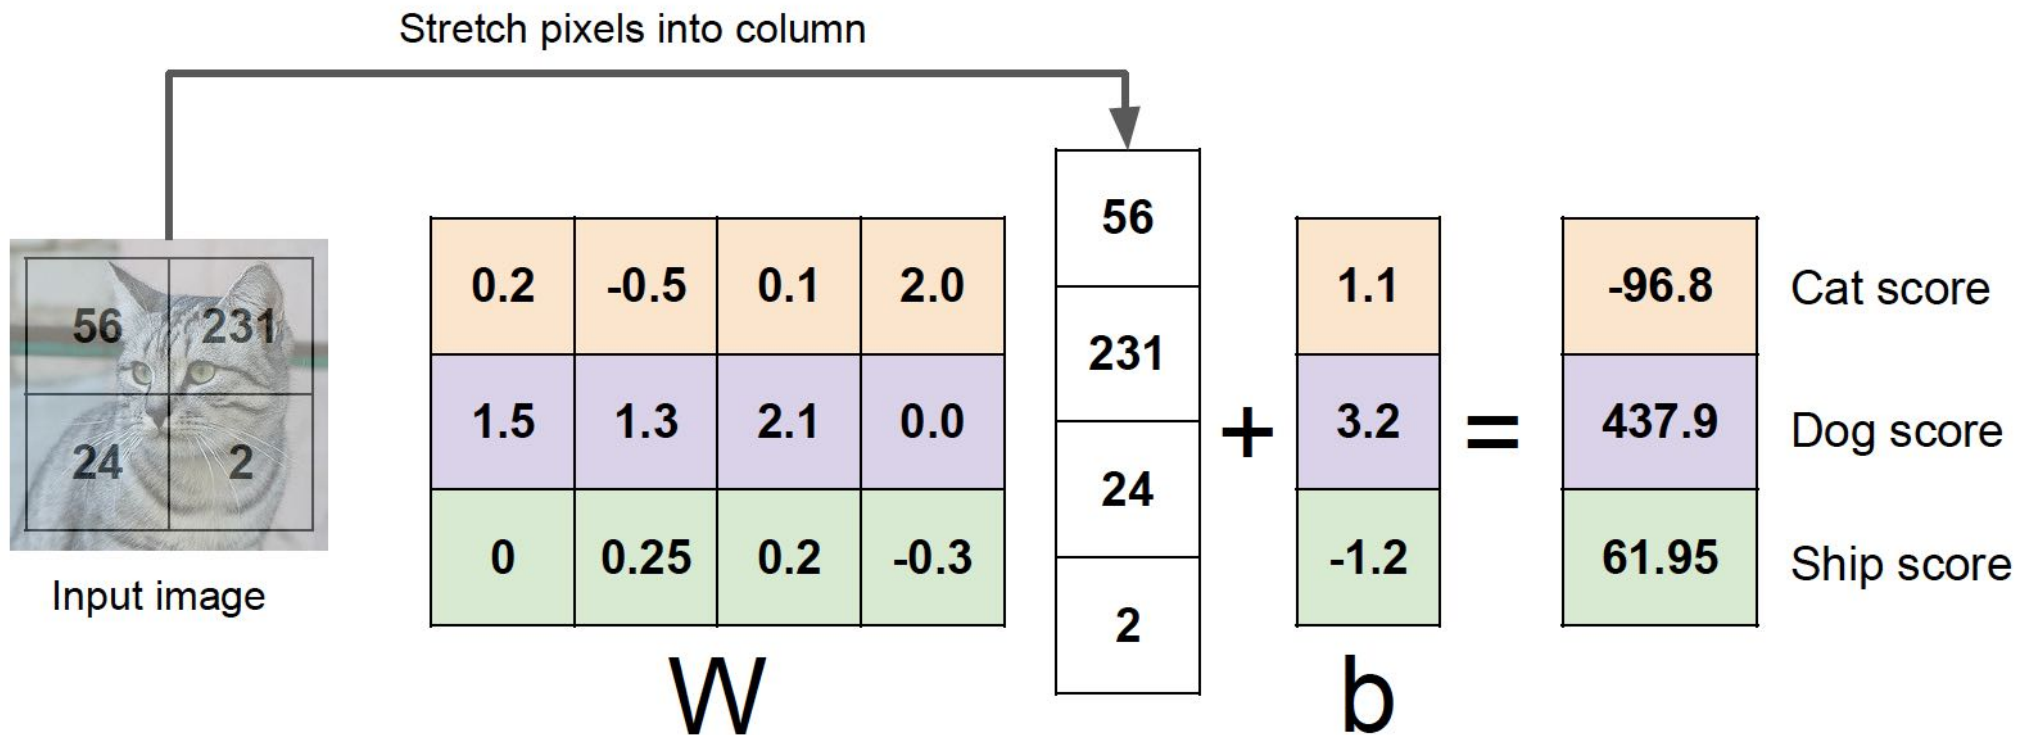 Stretch pixels into column
56 231
24 2
Input image
0.2 -0.5 0.1 2.0
1.5 1.3 2.1 0.0
0 0.25 0.2 -0.3
W
56
231
24
2
+
1.1
3.2
-1.2
b
=
-96.8 Cat score
437.9 Dog score
61.95 Ship score